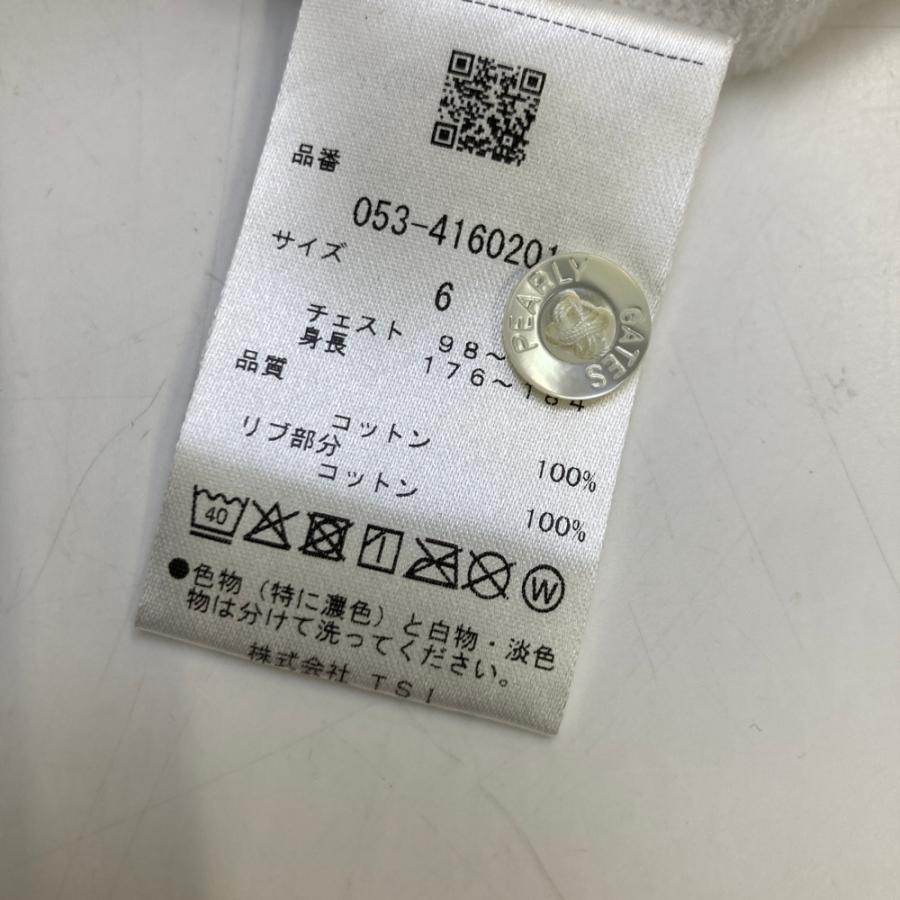 品番
053-4160201
サイズ
6
チェスト 98~
身長 176~184
品質
コットン 100%
リブ部分
コットン 100%
40
W
●色物(特に濃色)と白物・淡色
物は分けて洗ってください。
株式会社 TSI
PEARLY GATES